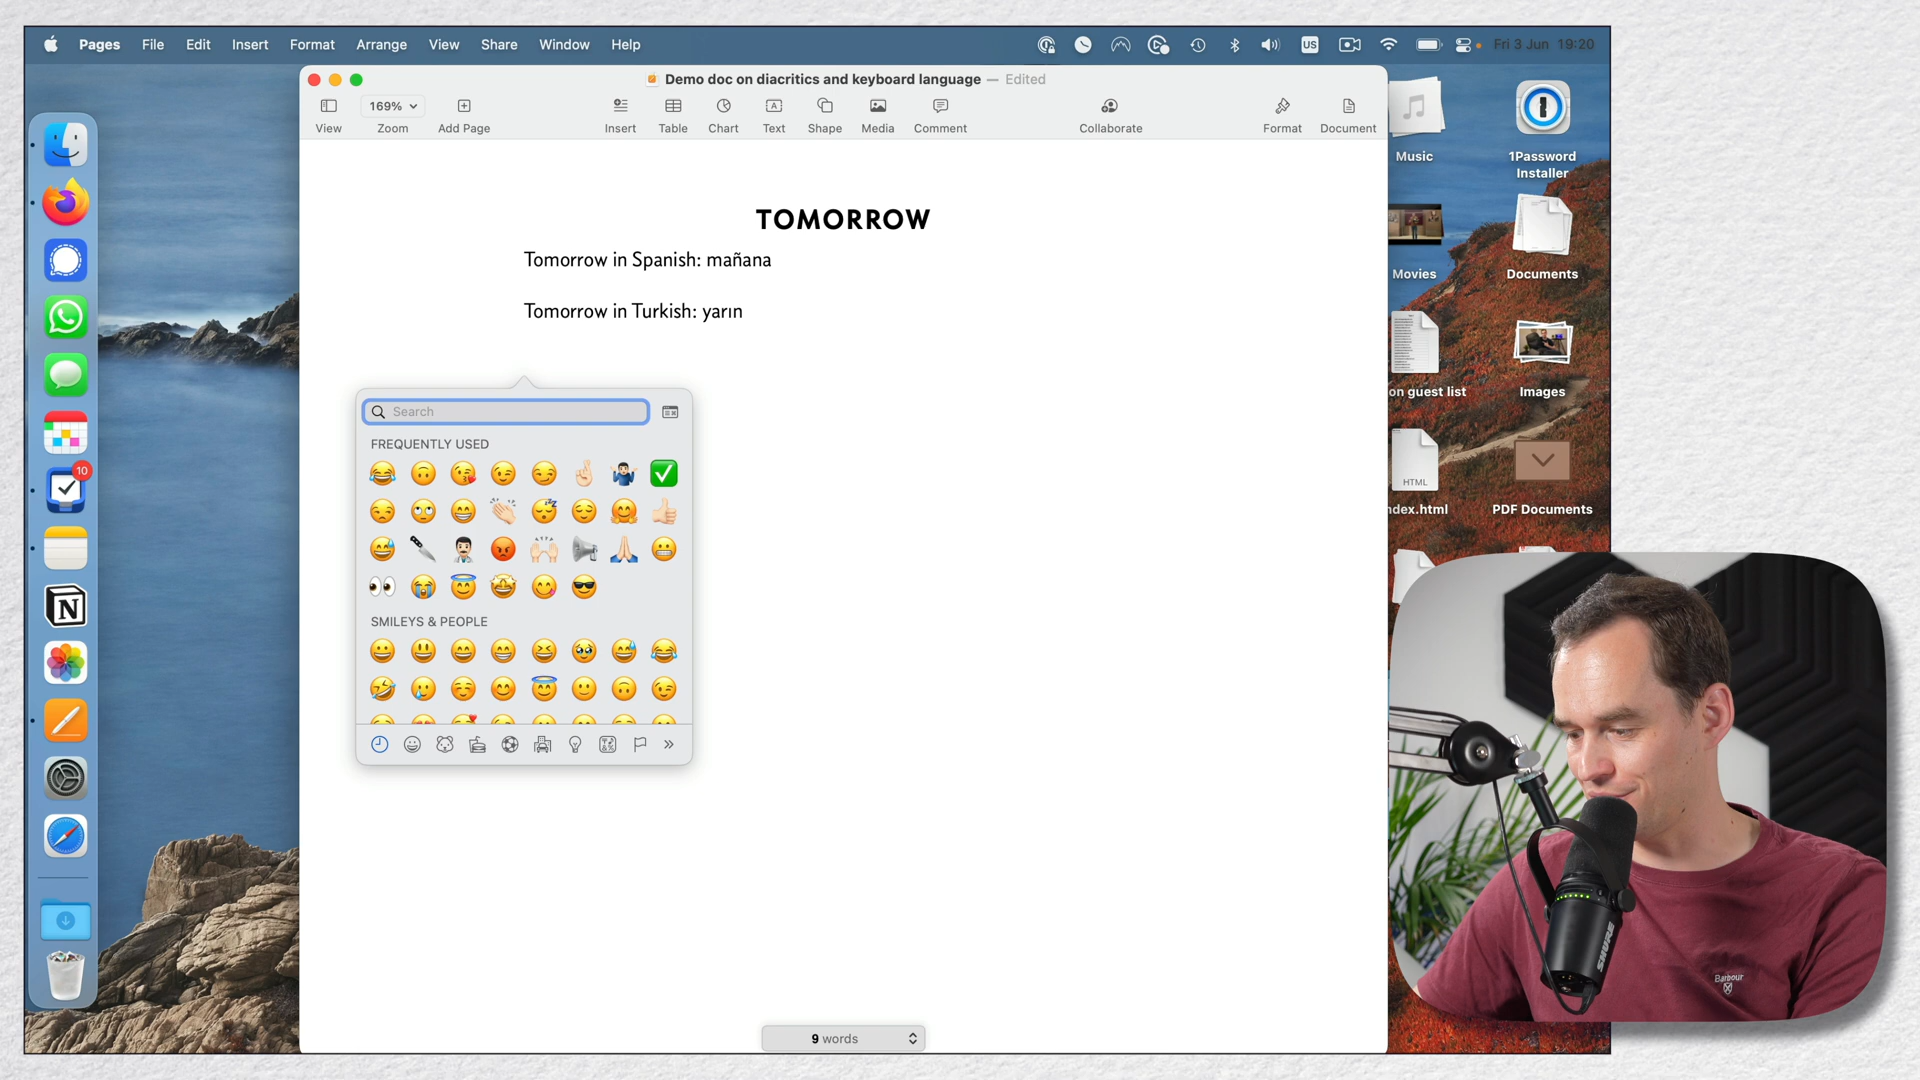 Pages File Edit Insert Format Arrange View Share Window Help US Fri 3 Jun 19:20
Demo doc on diacritics and keyboard language — Edited
169%
View Zoom Add Page Insert Table Chart Text Shape Media Comment Collaborate Format Document
Music
1Password Installer
Movies
Documents
on guest list
Images
HTML
ndex.html
PDF Documents
10
TOMORROW
Tomorrow in Spanish: mañana
Tomorrow in Turkish: yarın
Search
FREQUENTLY USED
SMILEYS & PEOPLE
9 words
SHURE
Barbour